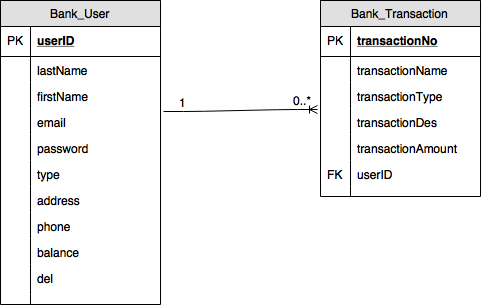 Bank_User
PK userID
lastName
firstName
email
password
type
address
phone
balance
del
1
0..*
Bank_Transaction
PK transactionNo
transactionName
transactionType
transactionDes
transactionAmount
FK userID